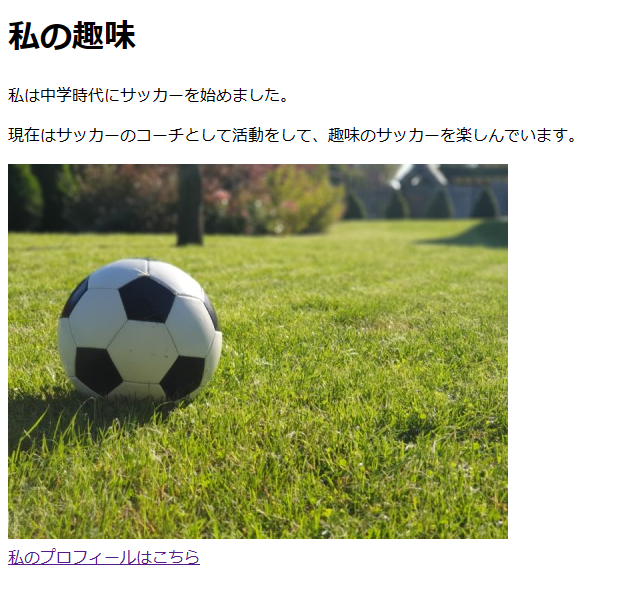 私の趣味
私は中学時代にサッカーを始めました。
現在はサッカーのコーチとして活動をして、趣味のサッカーを楽しんでいます。
私のプロフィールはこちら